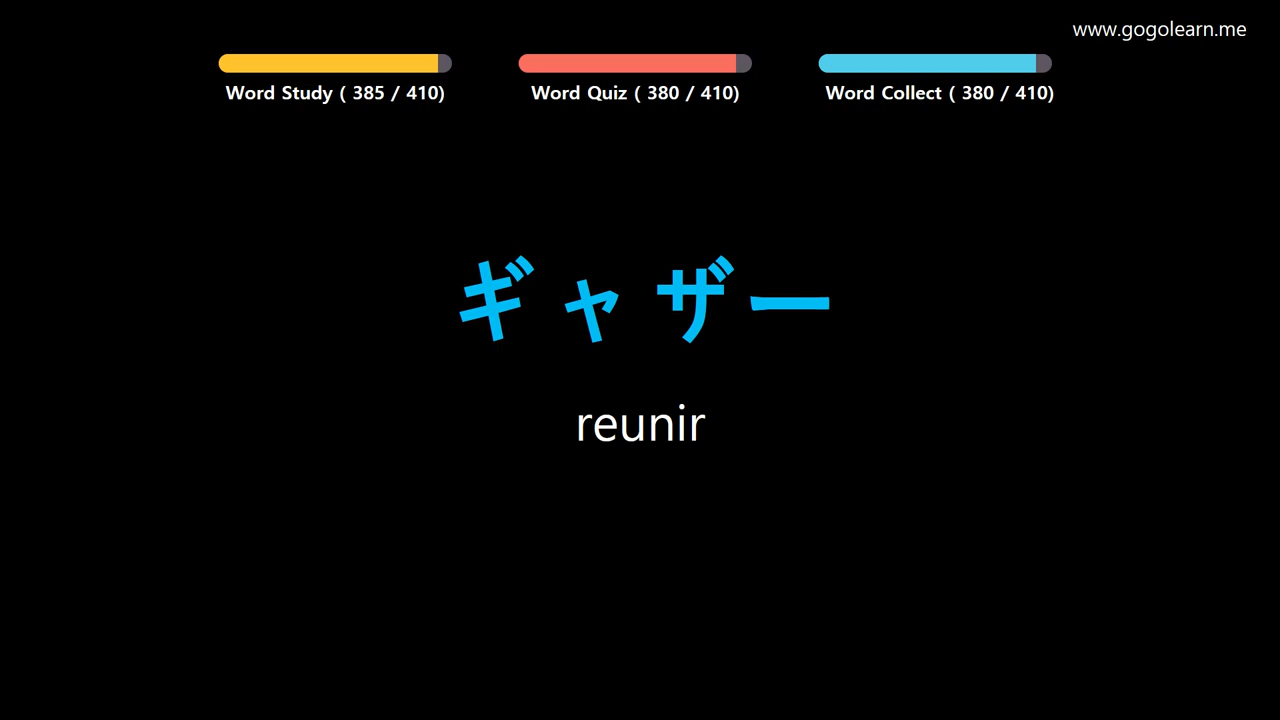 www.gogolearn.me
Word Study ( 385 / 410)
Word Quiz ( 380 / 410)
Word Collect ( 380 / 410)
ギャザー
reunir